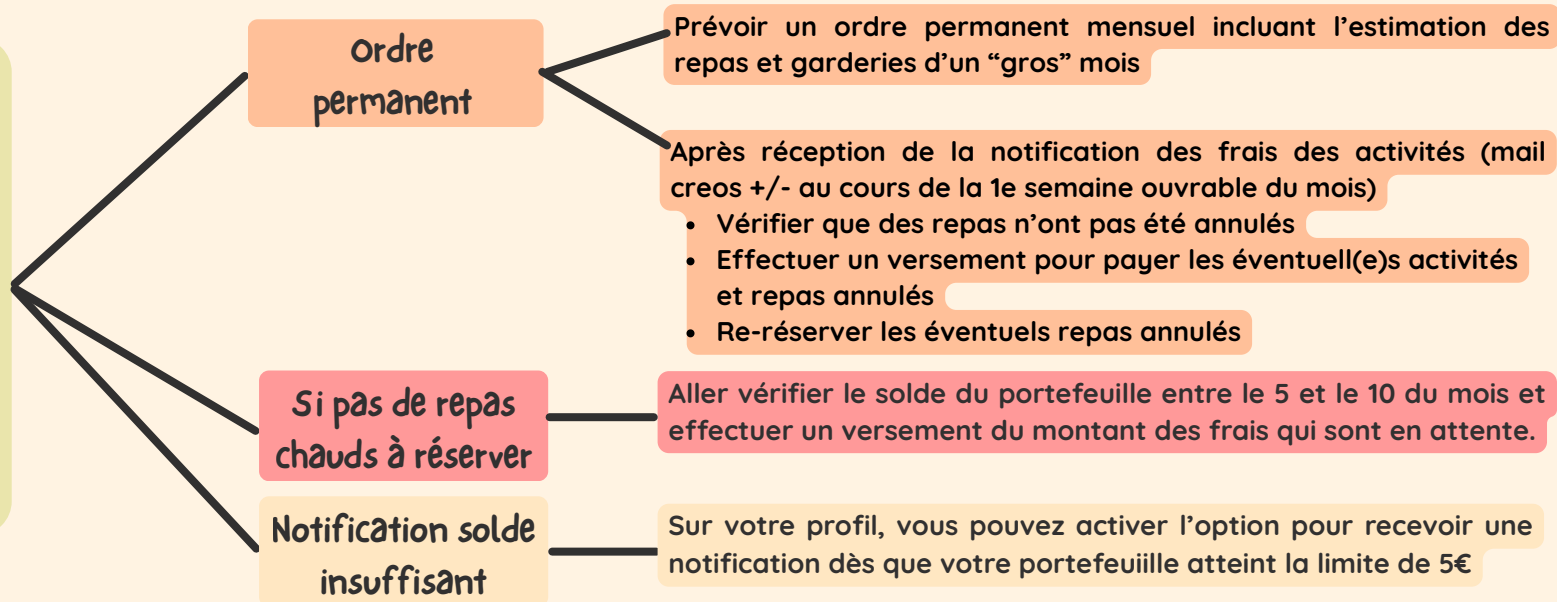 Ordre
permanent
Prévoir un ordre permanent mensuel incluant l’estimation des
repas et garderies d’un “gros” mois
Après réception de la notification des frais des activités (mail
creos +/- au cours de la 1e semaine ouvrable du mois)
• Vérifier que des repas n’ont pas été annulés
• Effectuer un versement pour payer les éventuell(e)s activités
et repas annulés
• Re-réserver les éventuels repas annulés
Si pas de repas
chauds à réserver
Aller vérifier le solde du portefeuille entre le 5 et le 10 du mois et
effectuer un versement du montant des frais qui sont en attente.
Notification solde
insuffisant
Sur votre profil, vous pouvez activer l’option pour recevoir une
notification dès que votre portefeuiille atteint la limite de 5€